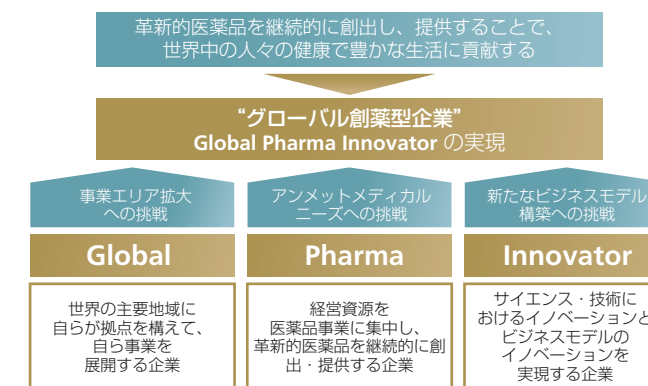 革新的医薬品を継続的に創出し、提供することで、
世界中の人々の健康で豊かな生活に貢献する
“グローバル創薬型企業”
Global Pharma Innovator の実現
事業エリア拡大
への挑戦
Global
世界の主要地域に
自らが拠点を構えて、
自ら事業を
展開する企業
アンメットメディカル
ニーズへの挑戦
Pharma
経営資源を
医薬品事業に集中し、
革新的医薬品を継続的に創
出・提供する企業
新たなビジネスモデル
構築への挑戦
Innovator
サイエンス・技術に
おけるイノベーションと
ビジネスモデルの
イノベーションを
実現する企業